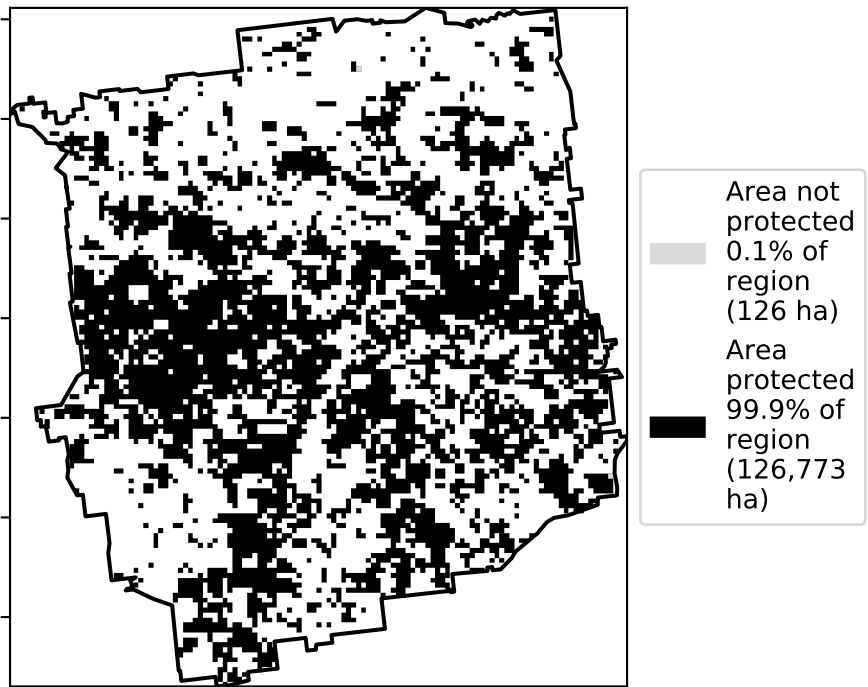 Area not
protected
0.1% of
region
(126 ha)
Area
protected
99.9% of
region
(126,773
ha)